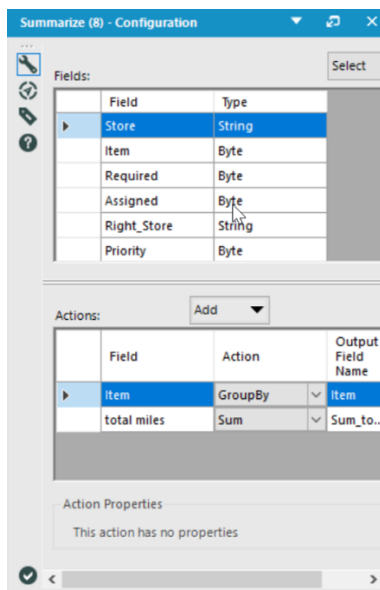 Summarize (8) - Configuration
Select
Fields:
Field Type
Store String
Item Byte
Required Byte
Assigned Byte
Right_Store String
Priority Byte
Actions:
Add
Field Action Output Field Name
Item GroupBy Item
total miles Sum Sum_to...
Action Properties
This action has no properties